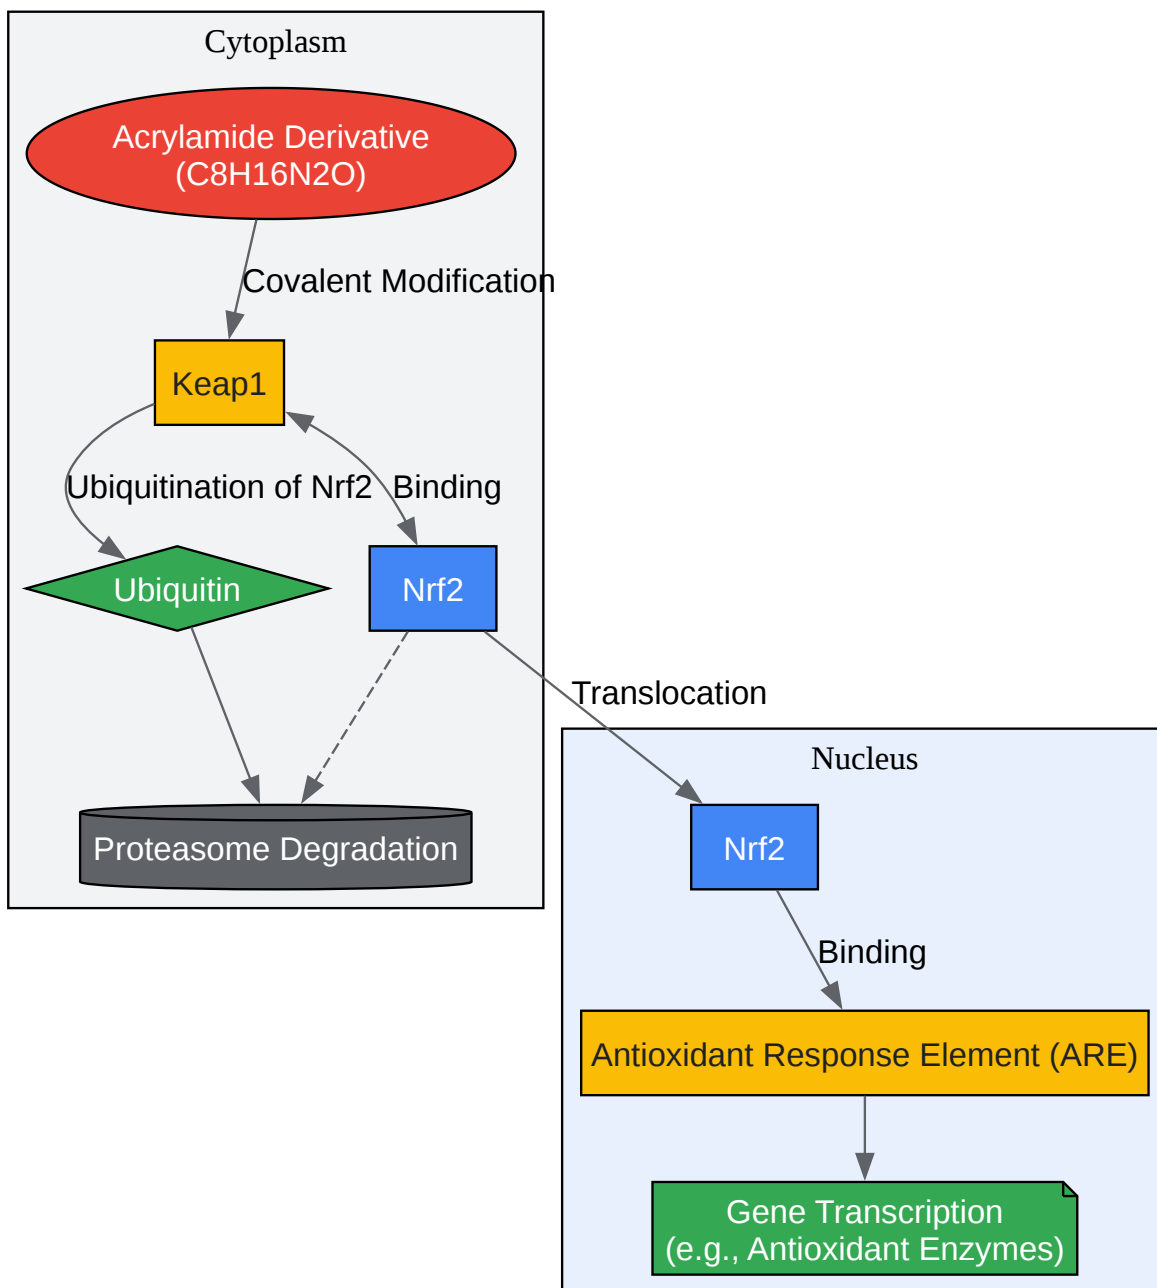 Cytoplasm
Acrylamide Derivative
(C8H16N2O)
Covalent Modification
Keap1
Ubiquitination of Nrf2
Binding
Ubiquitin
Nrf2
Translocation
Proteasome Degradation
Nucleus
Nrf2
Binding
Antioxidant Response Element (ARE)
Gene Transcription
(e.g., Antioxidant Enzymes)